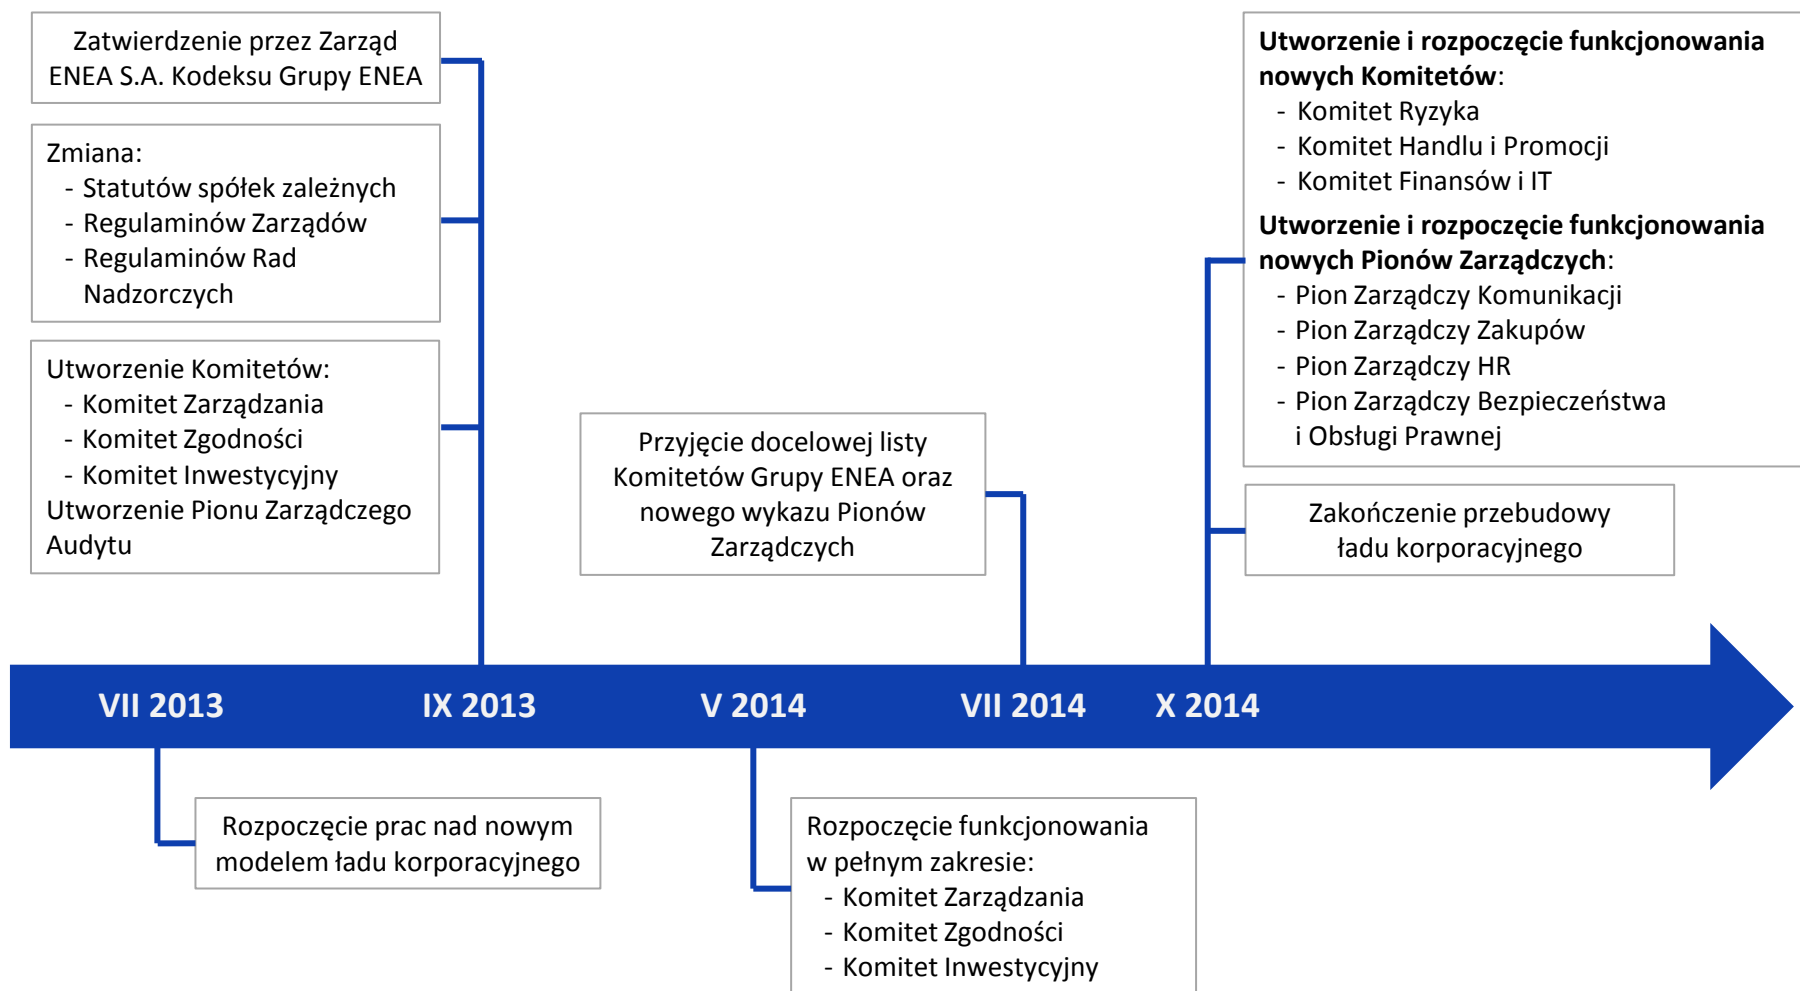 Zatwierdzenie przez Zarząd
ENEA S.A. Kodeksu Grupy ENEA
Zmiana:
- Statutów spółek zależnych
- Regulaminów Zarządów
- Regulaminów Rad
Nadzorczych
Utworzenie Komitetów:
- Komitet Zarządzania
- Komitet Zgodności
- Komitet Inwestycyjny
Utworzenie Pionu Zarządczego
Audytu
Przyjęcie docelowej listy
Komitetów Grupy ENEA oraz
nowego wykazu Pionów
Zarządczych
Utworzenie i rozpoczęcie funkcjonowania
nowych Komitetów:
- Komitet Ryzyka
- Komitet Handlu i Promocji
- Komitet Finansów i IT
Utworzenie i rozpoczęcie funkcjonowania
nowych Pionów Zarządczych:
- Pion Zarządczy Komunikacji
- Pion Zarządczy Zakupów
- Pion Zarządczy HR
- Pion Zarządczy Bezpieczeństwa
i Obsługi Prawnej
Zakończenie przebudowy
ładu korporacyjnego
VII 2013 IX 2013 V 2014 VII 2014 X 2014
Rozpoczęcie prac nad nowym
modelem ładu korporacyjnego
Rozpoczęcie funkcjonowania
w pełnym zakresie:
- Komitet Zarządzania
- Komitet Zgodności
- Komitet Inwestycyjny